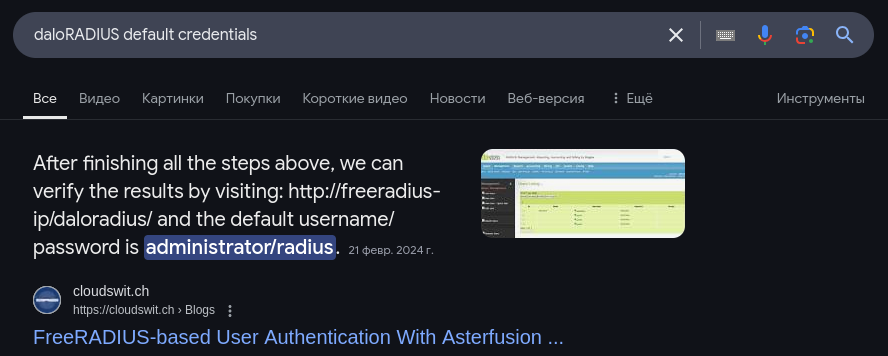 daloRADIUS default credentials
Все Видео Картинки Покупки Короткие видео Новости Веб-версия Ещё Инструменты
After finishing all the steps above, we can
verify the results by visiting: http://freeradius-
ip/daloradius/ and the default username/
password is administrator/radius. 21 февр. 2024 г.
cloudswit.ch
https://cloudswit.ch › Blogs
FreeRADIUS-based User Authentication With Asterfusion ...